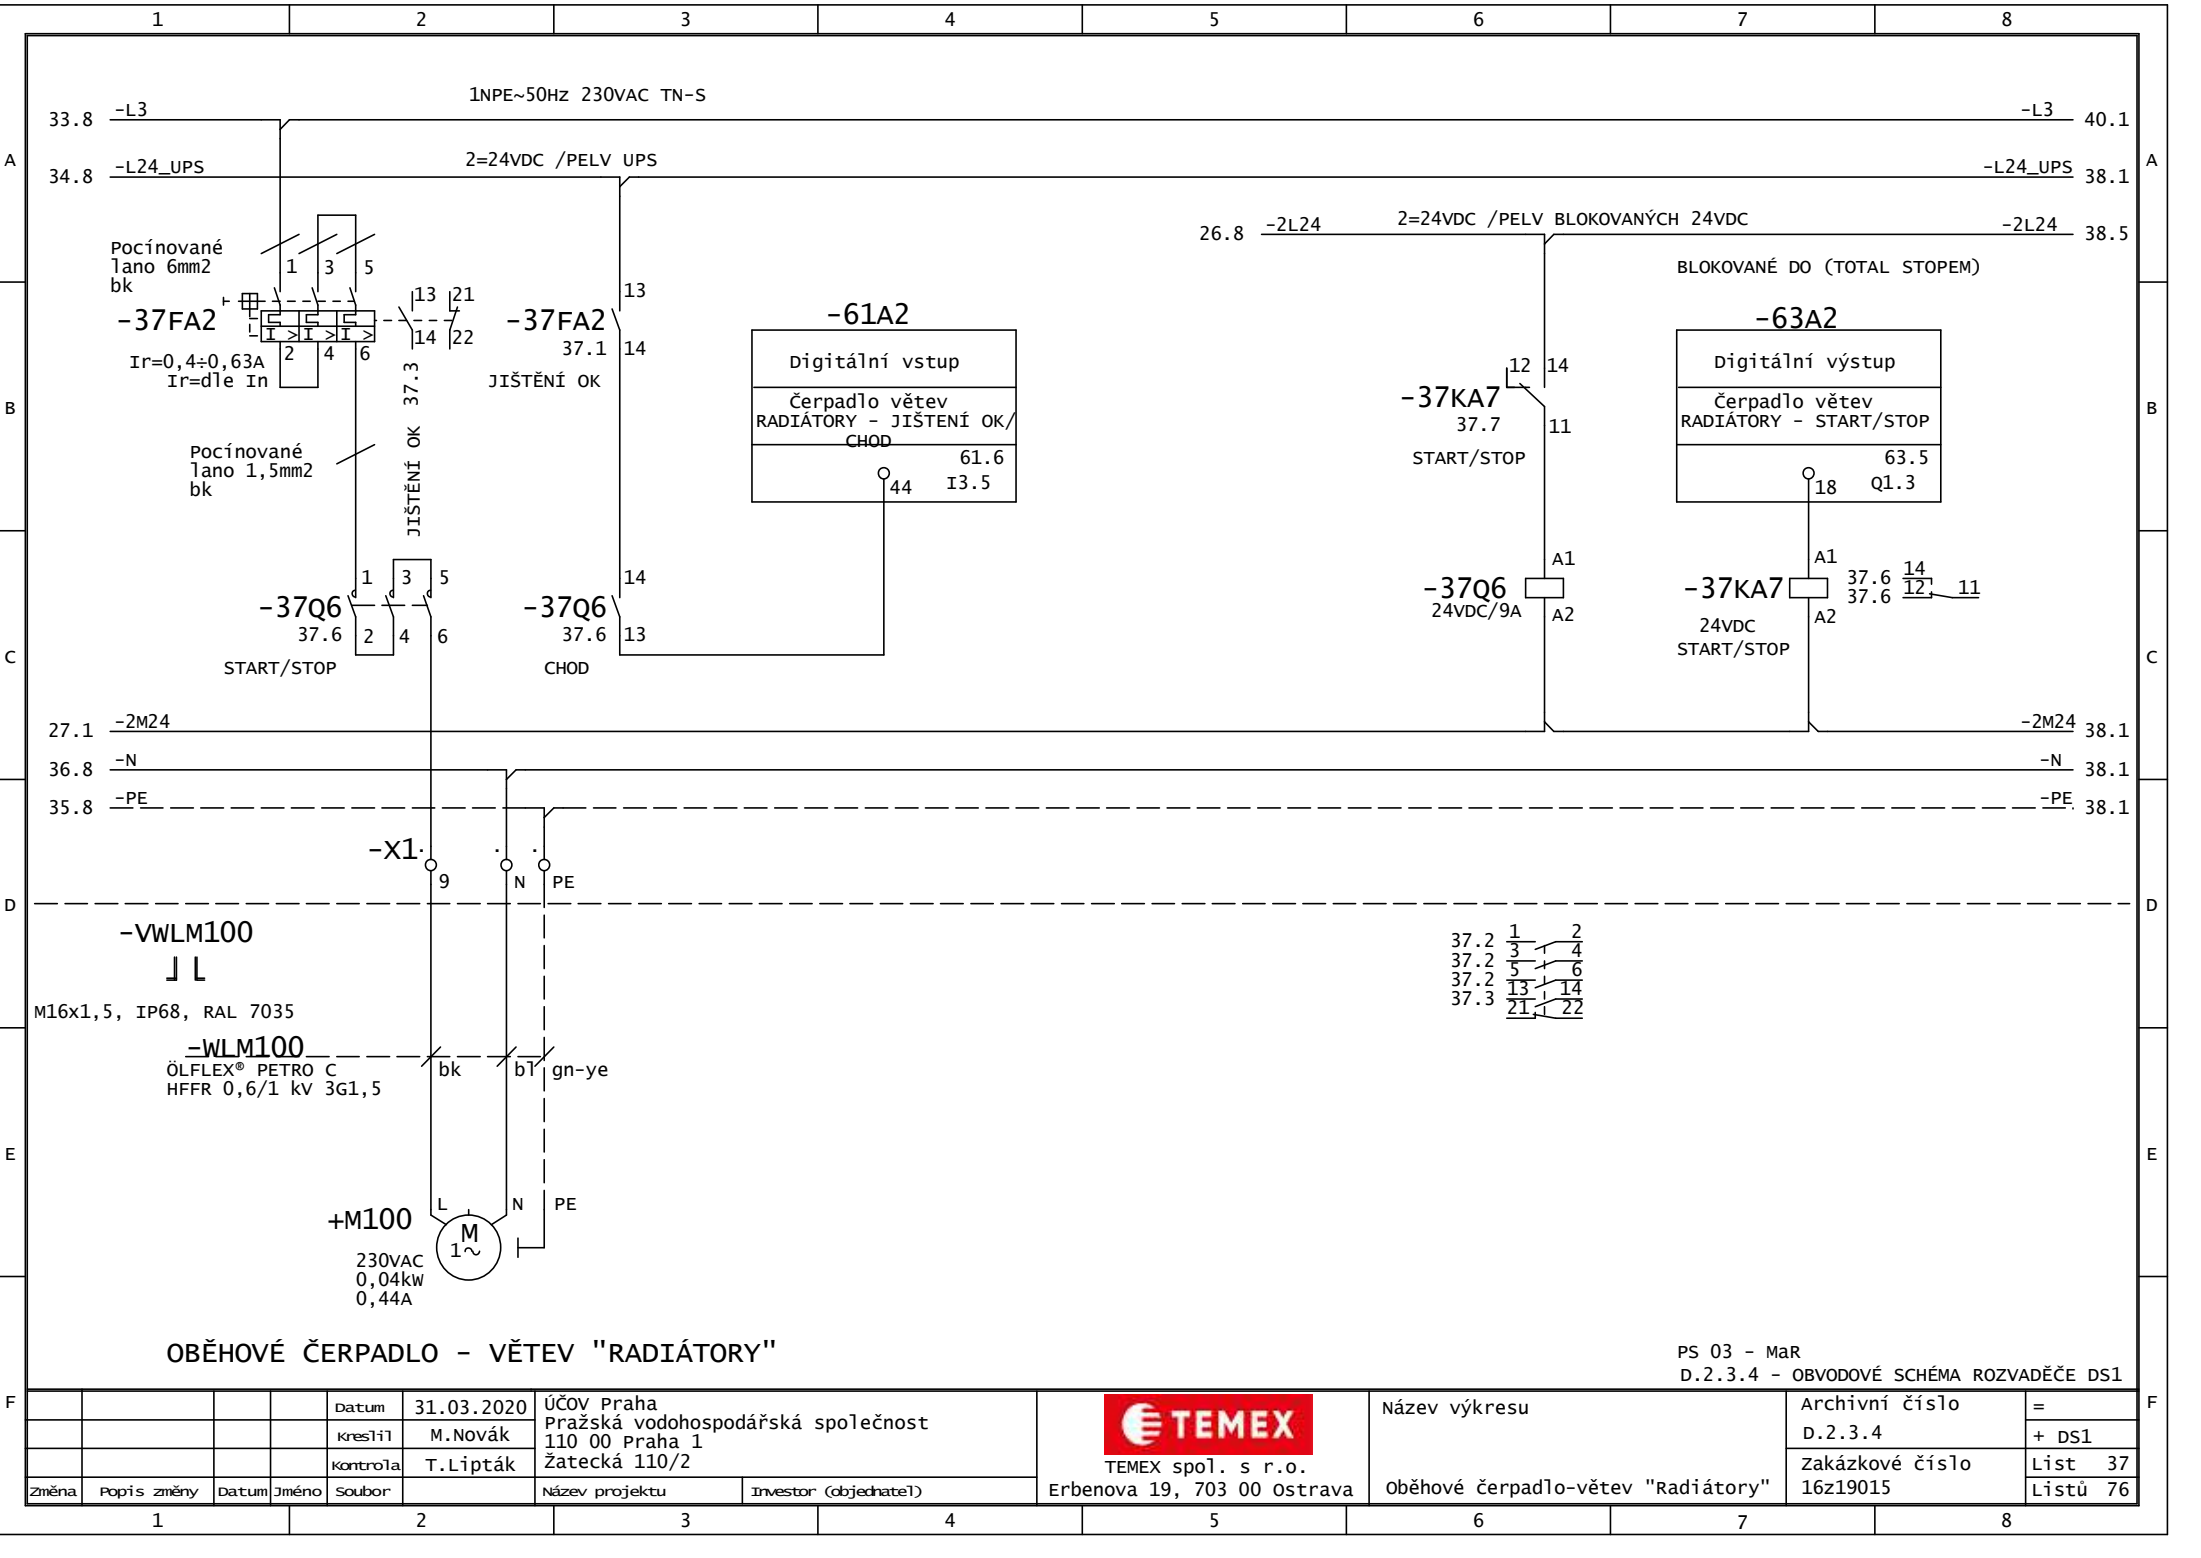 1 2 3 4 5 6 7 8
1NPE~50Hz 230VAC TN-S
33.8 -L3 -L3 40.1
A A
2=24VDC /PELV UPS
34.8 -L24_UPS -L24_UPS 38.1
2=24VDC /PELV BLOKOVANÝCH 24VDC
26.8 -2L24 -2L24 38.5
BLOKOVANÉ DO (TOTAL STOPEM)
Pocínované
lano 6mm2
bk
1 3 5
-37FA2
I > I > I >
2 4 6
Ir=0,4÷0,63A
Ir=dle In
13 21
14 22
JIŠTĚNÍ OK 37.3
13
-37FA2
37.1 14
JIŠTĚNÍ OK
-61A2
Digitální vstup
Čerpadlo větev
RADIÁTORY - JIŠTENÍ OK/
CHOD
61.6
44 I3.5
12 14
-37KA7
37.7 11
START/STOP
-63A2
Digitální výstup
Čerpadlo větev
RADIÁTORY - START/STOP
63.5
18 Q1.3
B B
Pocínované
lano 1,5mm2
bk
1 3 5
-37Q6
37.6 2 4 6
START/STOP
14
-37Q6
37.6 13
CHOD
A1
-37Q6
24VDC/9A A2
A1
-37KA7
A2
24VDC
START/STOP
37.6 14
37.6 12 11
C C
27.1 -2M24 -2M24 38.1
36.8 -N -N 38.1
35.8 -PE -PE 38.1
-X1
9 N PE
D D
-VWLM100
M16x1,5, IP68, RAL 7035
37.2 1 2
37.2 3 4
37.2 5 6
37.3 13 14
21 22
-WLM100
ÖLFLEX® PETRO C
HFFR 0,6/1 kV 3G1,5
bk bl gn-ye
E E
L N PE
+M100
M
1~
230VAC
0,04kW
0,44A
OBĚHOVÉ ČERPADLO - VĚTEV "RADIÁTORY"
PS 03 - MaR
D.2.3.4 - OBVODOVÉ SCHÉMA ROZVADĚČE DS1
F F
Datum 31.03.2020
Kreslil M.Novák
Kontrola T.Lipták
Změna Popis změny Datum Jméno Soubor
ÚČOV Praha
Pražská vodohospodářská společnost
110 00 Praha 1
Žatecká 110/2
Název projektu Investor (objednatel)
TEMEX
TEMEX spol. s r.o.
Erbenova 19, 703 00 Ostrava
Název výkresu
Oběhové čerpadlo-větev "Radiátory"
Archivní číslo
D.2.3.4
Zakázkové číslo
16z19015
=
+ DS1
List 37
Listů 76
1 2 3 4 5 6 7 8